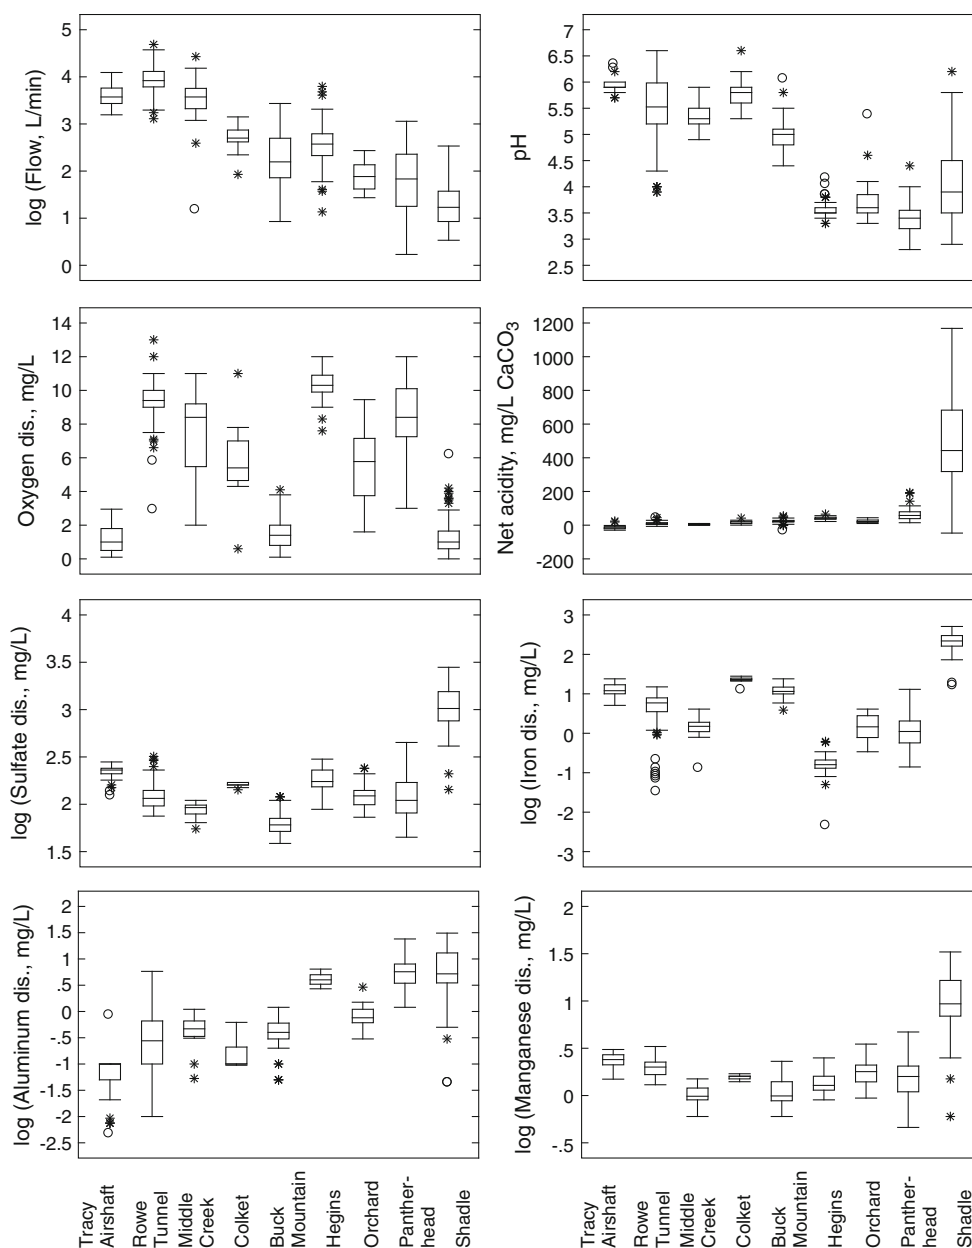 log (Flow, L/min)
5
4
3
2
1
0
pH
7
6.5
6
5.5
5
4.5
4
3.5
3
2.5
Oxygen dis., mg/L
14
12
10
8
6
4
2
0
Net acidity, mg/L CaCO3
1200
1000
800
600
400
200
0
-200
log (Sulfate dis., mg/L)
4
3.5
3
2.5
2
1.5
log (Iron dis., mg/L)
3
2
1
0
-1
-2
-3
log (Aluminum dis., mg/L)
2
1.5
1
.5
0
-.5
-1
-1.5
-2
-2.5
log (Manganese dis., mg/L)
2
1
.5
0
-.5
Tracy
Airshaft
Rowe
Tunnel
Middle
Creek
Colket
Buck
Mountain
Hegins
Orchard
Panther-
head
Shadle
Tracy
Airshaft
Rowe
Tunnel
Middle
Creek
Colket
Buck
Mountain
Hegins
Orchard
Panther-
head
Shadle